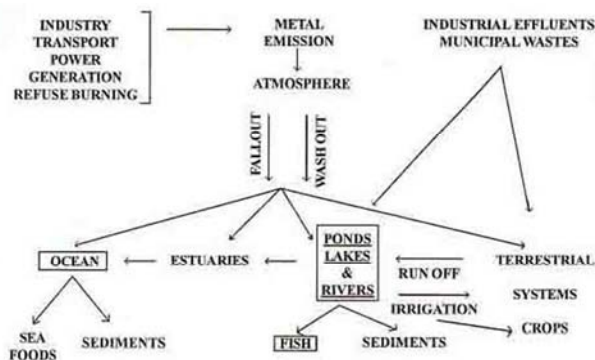 INDUSTRY
TRANSPORT
POWER
GENERATION
REFUSE BURNING
METAL
EMISSION
INDUSTRIAL EFFLUENTS
MUNICIPAL WASTES
ATMOSPHERE
FALLOUT
WASH OUT
OCEAN
ESTUARIES
PONDS
LAKES
&
RIVERS
RUN OFF
TERRESTRIAL
SYSTEMS
IRRIGATION
CROPS
SEA
FOODS
SEDIMENTS
FISH
SEDIMENTS